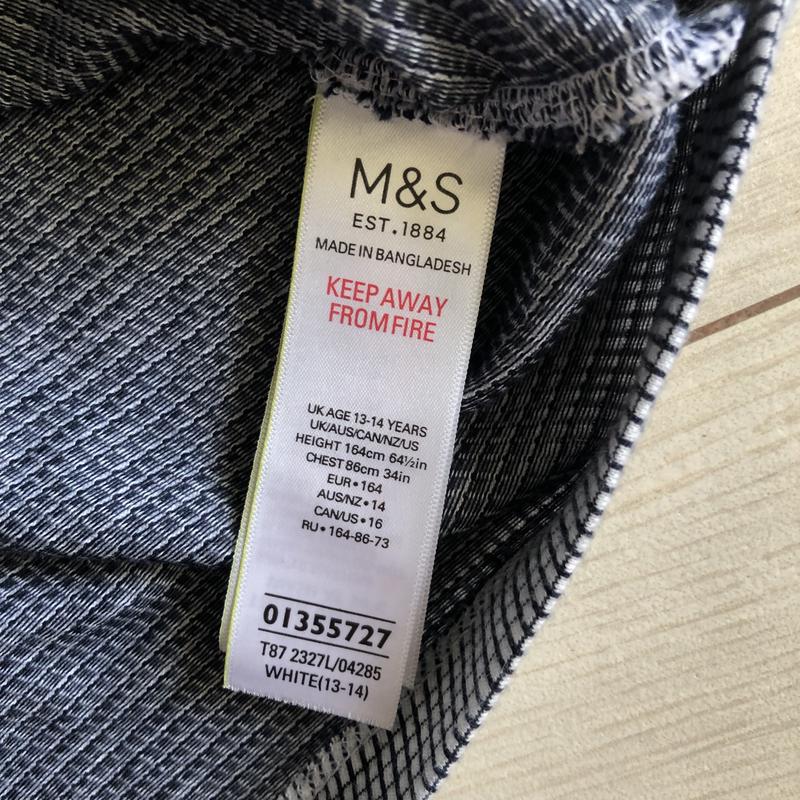 M&S
EST.1884
MADE IN BANGLADESH
KEEP AWAY
FROM FIRE
UK AGE 13-14 YEARS
UK/AUS/CAN/NZ/US
HEIGHT 164cm 64½in
CHEST 86cm 34in
EUR•164
AUS/NZ•14
CAN/US•16
RU•164-86-73
01355727
T87 2327L/04285
WHITE(13-14)